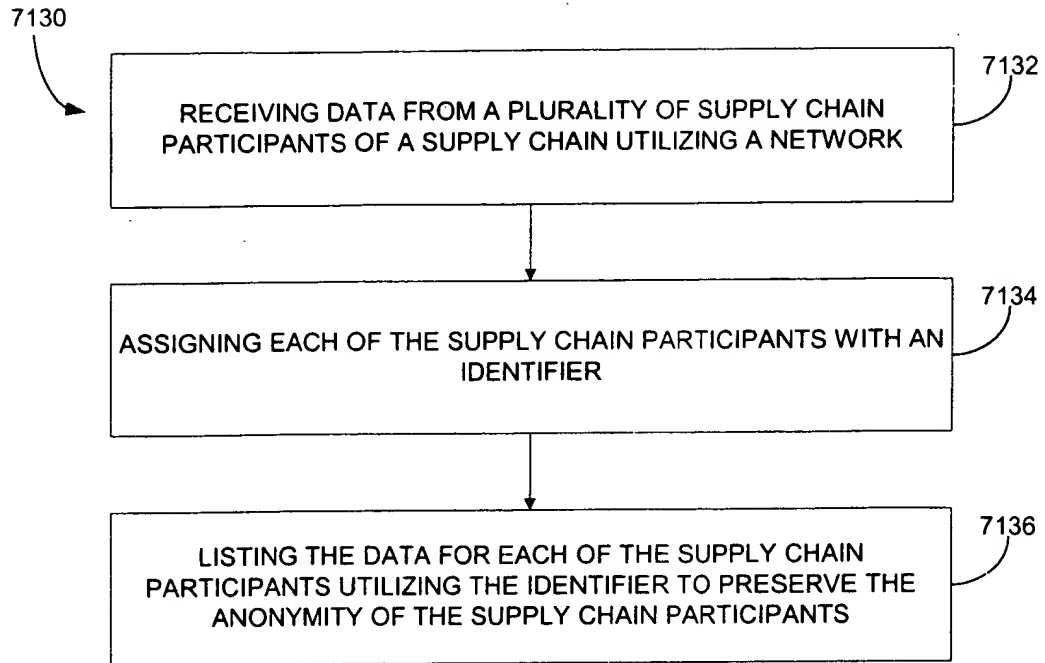 7130
7132
RECEIVING DATA FROM A PLURALITY OF SUPPLY CHAIN
PARTICIPANTS OF A SUPPLY CHAIN UTILIZING A NETWORK
7134
ASSIGNING EACH OF THE SUPPLY CHAIN PARTICIPANTS WITH AN
IDENTIFIER
7136
LISTING THE DATA FOR EACH OF THE SUPPLY CHAIN
PARTICIPANTS UTILIZING THE IDENTIFIER TO PRESERVE THE
ANONYMITY OF THE SUPPLY CHAIN PARTICIPANTS